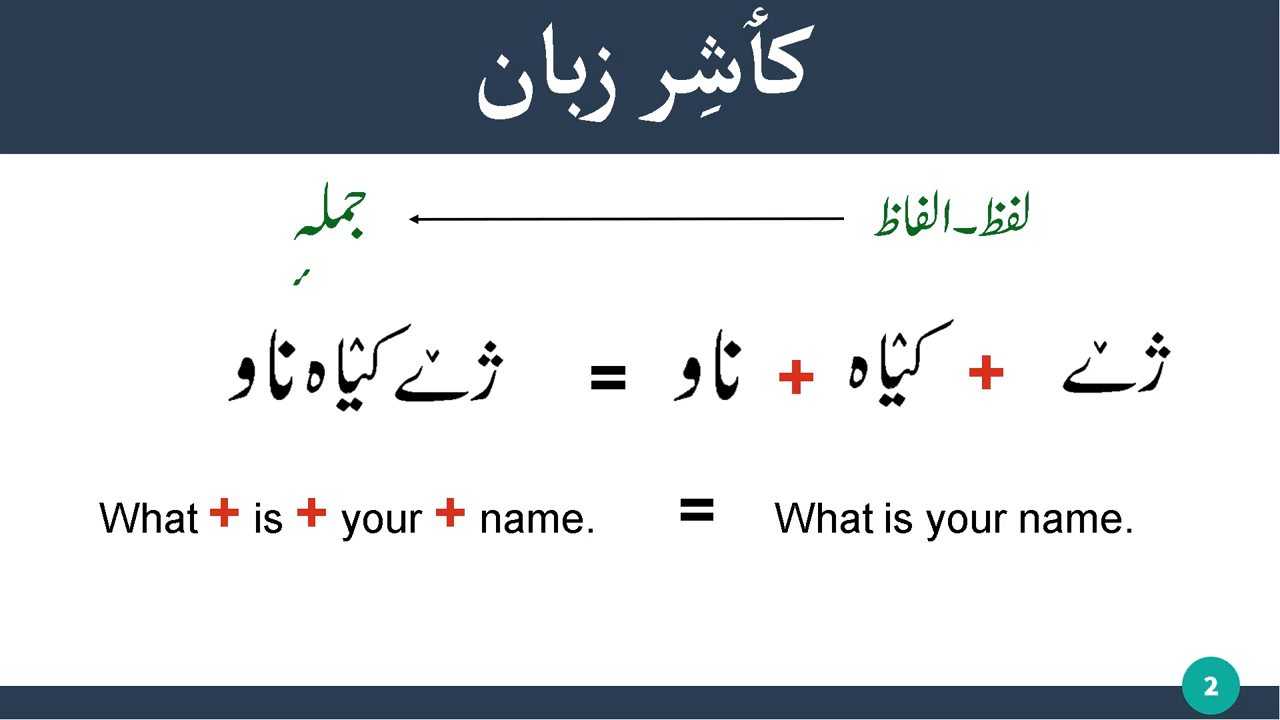 کٲشِر زبان
لفظ۔الفاظ جملہٕ
ژےٚ + کیٛاہ + ناو = ژےٚ کیٛاہ ناو
What + is + your + name. = What is your name.
2